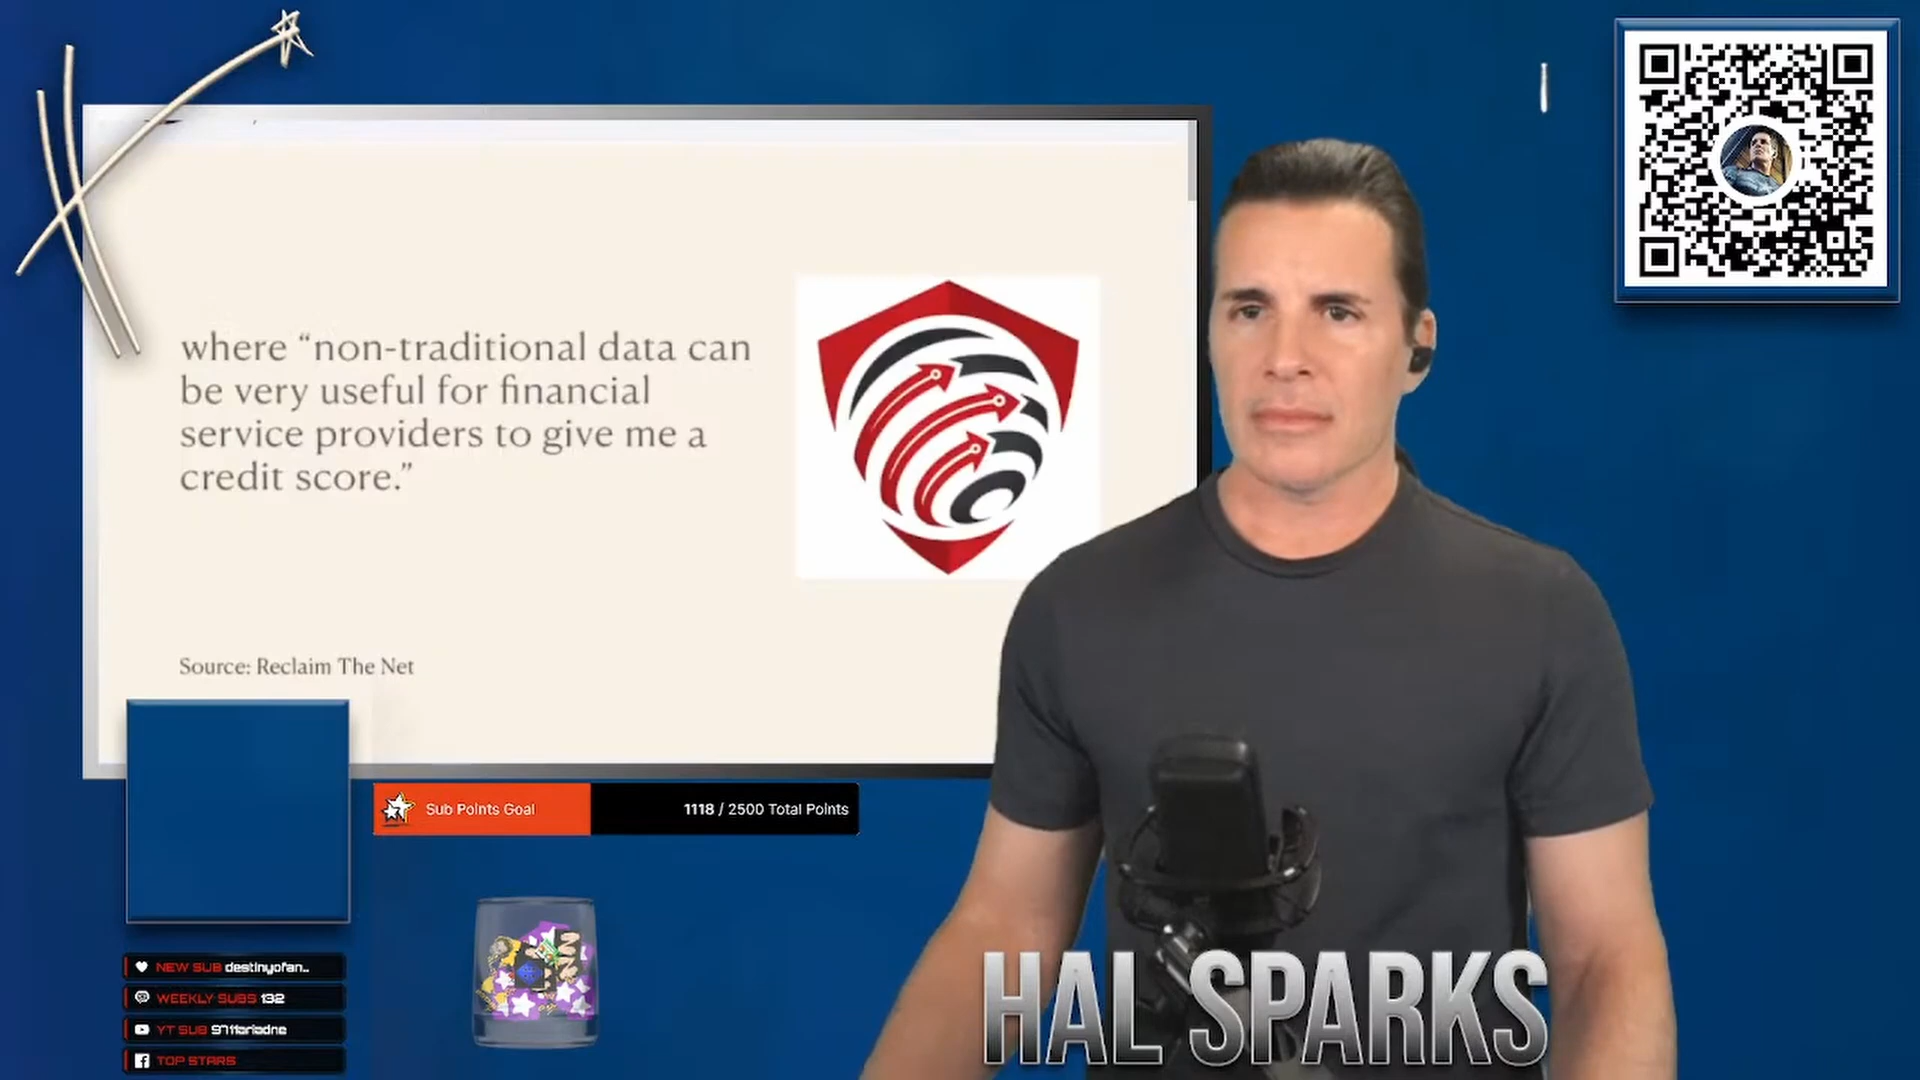 where “non-traditional data can
be very useful for financial
service providers to give me a
credit score.”
Source: Reclaim The Net
Sub Points Goal
1118 / 2500 Total Points
NEW SUB destinyofan..
WEEKLY SUBS 132
YT SUB 9711ariadne
TOP STARS
HAL SPARKS